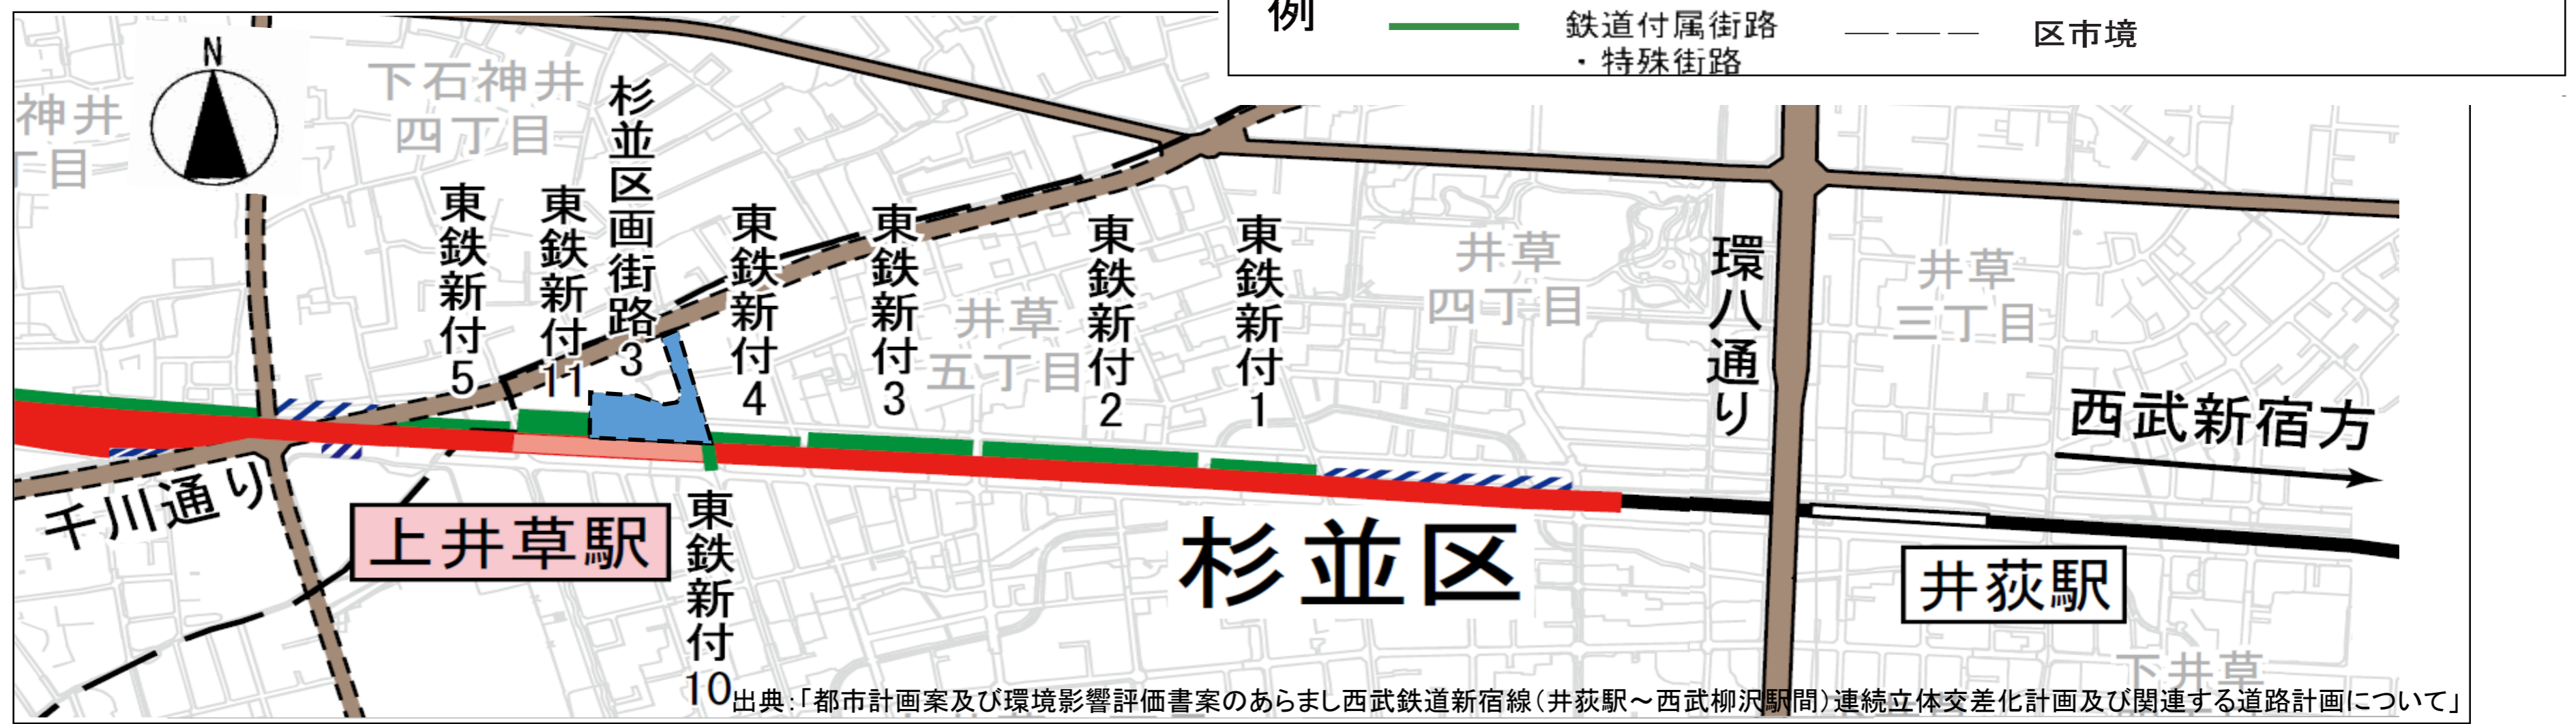 例
鉄道付属街路
・特殊街路
区市境
N
神井
丁目
下石神井
四丁目
東鉄新付5
東鉄新付11
杉並区画街路3
東鉄新付4
東鉄新付3
東鉄新付2
東鉄新付1
井草
五丁目
井草
四丁目
環八通り
井草
三丁目
西武新宿方
千川通り
上井草駅
東鉄新付10
杉並区
井荻駅
下井草
出典:「都市計画案及び環境影響評価書案のあらまし西武鉄道新宿線(井荻駅~西武柳沢駅間)連続立体交差化計画及び関連する道路計画について」